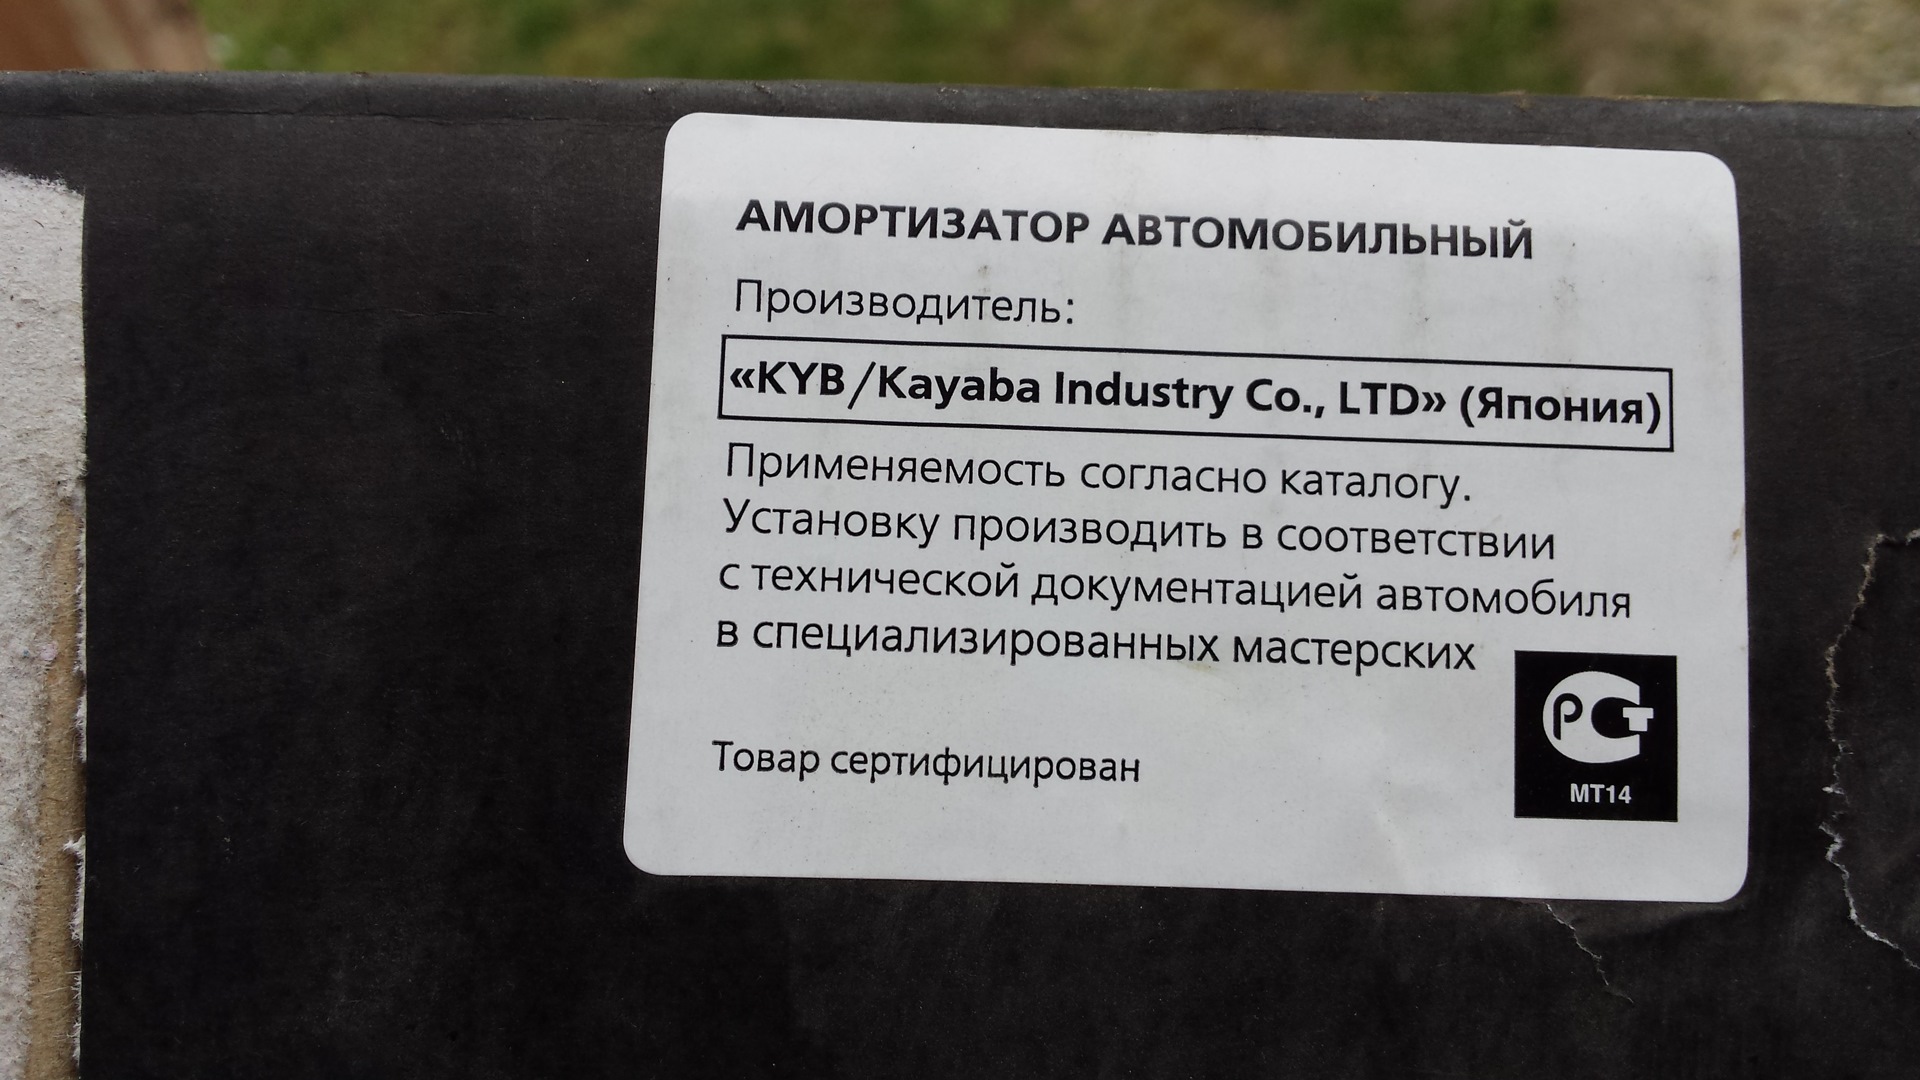 АМОРТИЗАТОР АВТОМОБИЛЬНЫЙ
Производитель:
«KYB/Kayaba Industry Co., LTD» (Япония)
Применяемость согласно каталогу.
Установку производить в соответствии
с технической документацией автомобиля
в специализированных мастерских
РСТ
МТ14
Товар сертифицирован